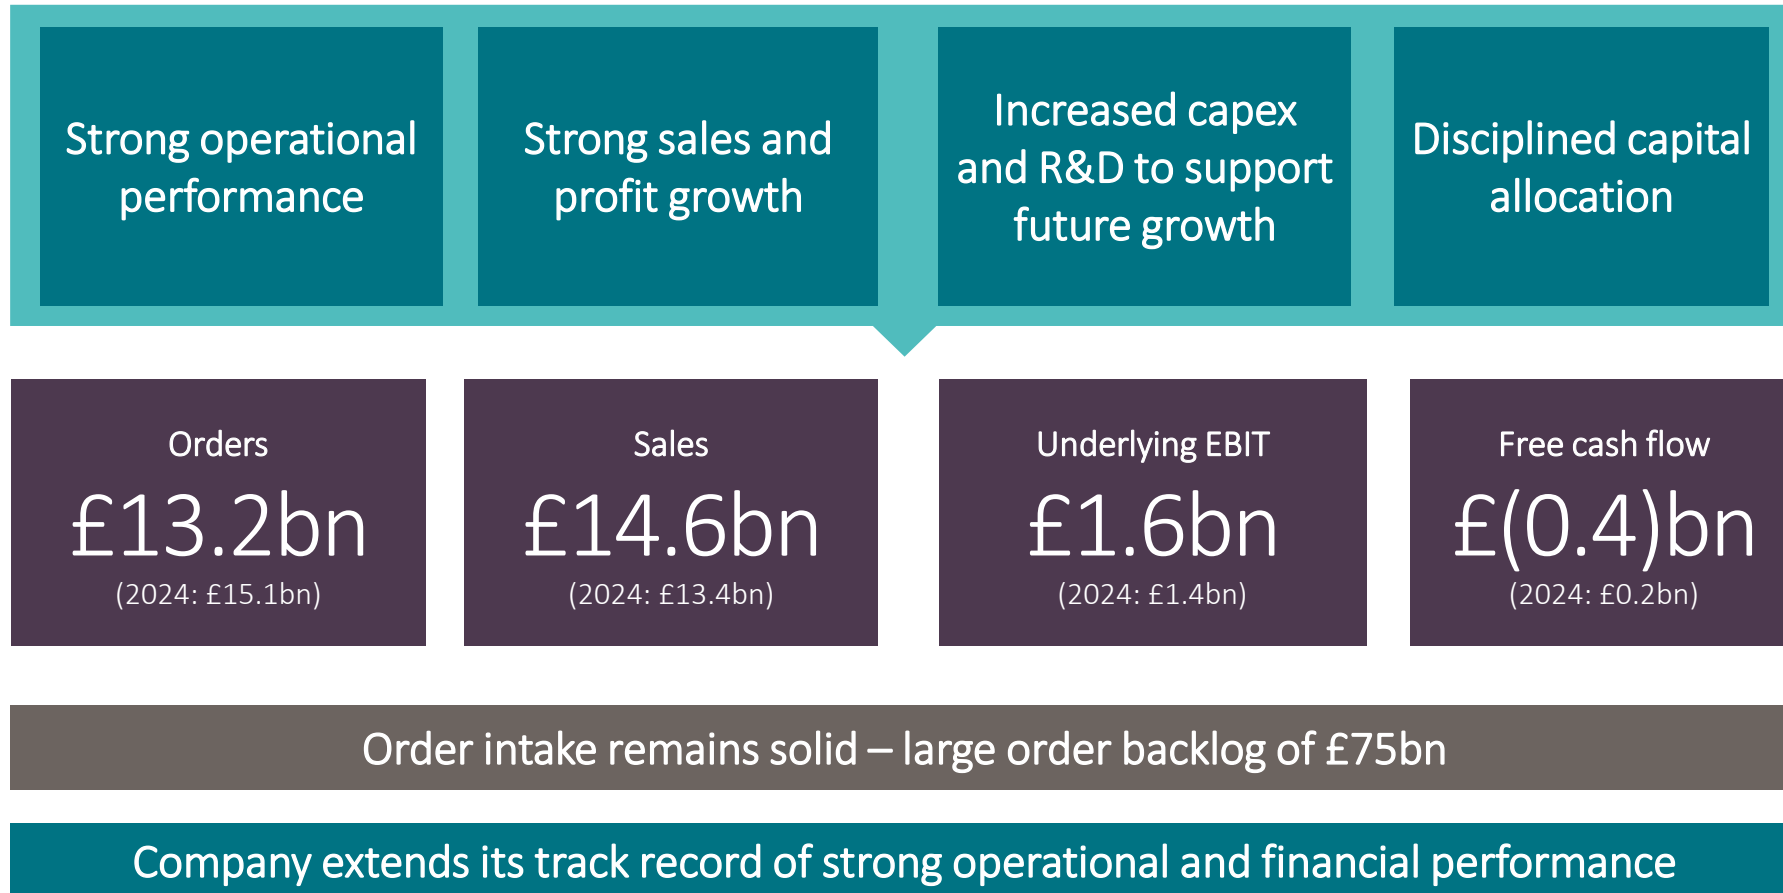 Strong operational
performance
Strong sales and
profit growth
Increased capex
and R&D to support
future growth
Disciplined capital
allocation
Orders
£13.2bn
(2024: £15.1bn)
Sales
£14.6bn
(2024: £13.4bn)
Underlying EBIT
£1.6bn
(2024: £1.4bn)
Free cash flow
£(0.4)bn
(2024: £0.2bn)
Order intake remains solid – large order backlog of £75bn
Company extends its track record of strong operational and financial performance